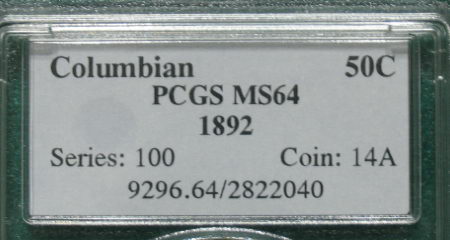 Columbian 50C
PCGS MS64
1892
Series: 100 Coin: 14A
9296.64/2822040